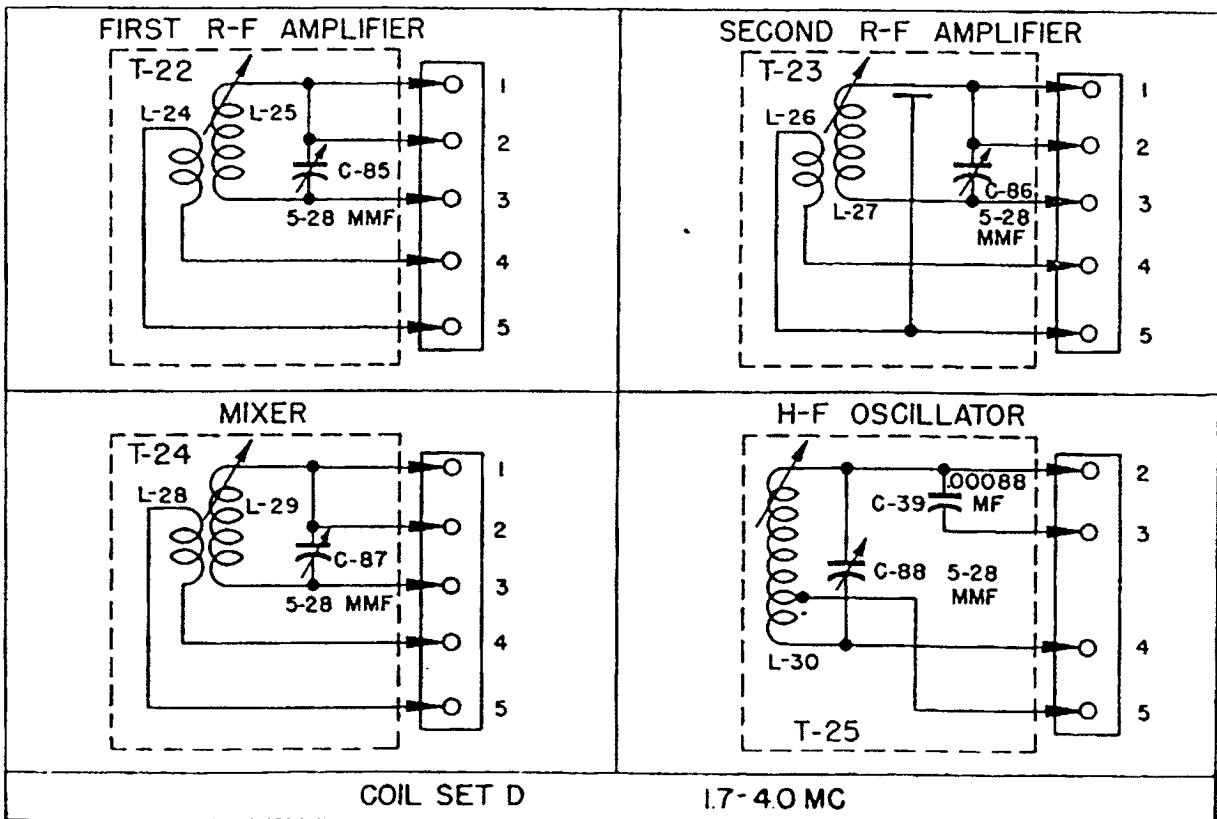 FIRST R-F AMPLIFIER
T-22
L-24
L-25
C-85
5-28 MMF
1
2
3
4
5
SECOND R-F AMPLIFIER
T-23
L-26
L-27
C-86
5-28
MMF
1
2
3
4
5
MIXER
T-24
L-28
L-29
C-87
5-28 MMF
1
2
3
4
5
H-F OSCILLATOR
.00088
C-39 MF
C-88 5-28
MMF
L-30
T-25
2
3
4
5
COIL SET D 1.7-4.0 MC